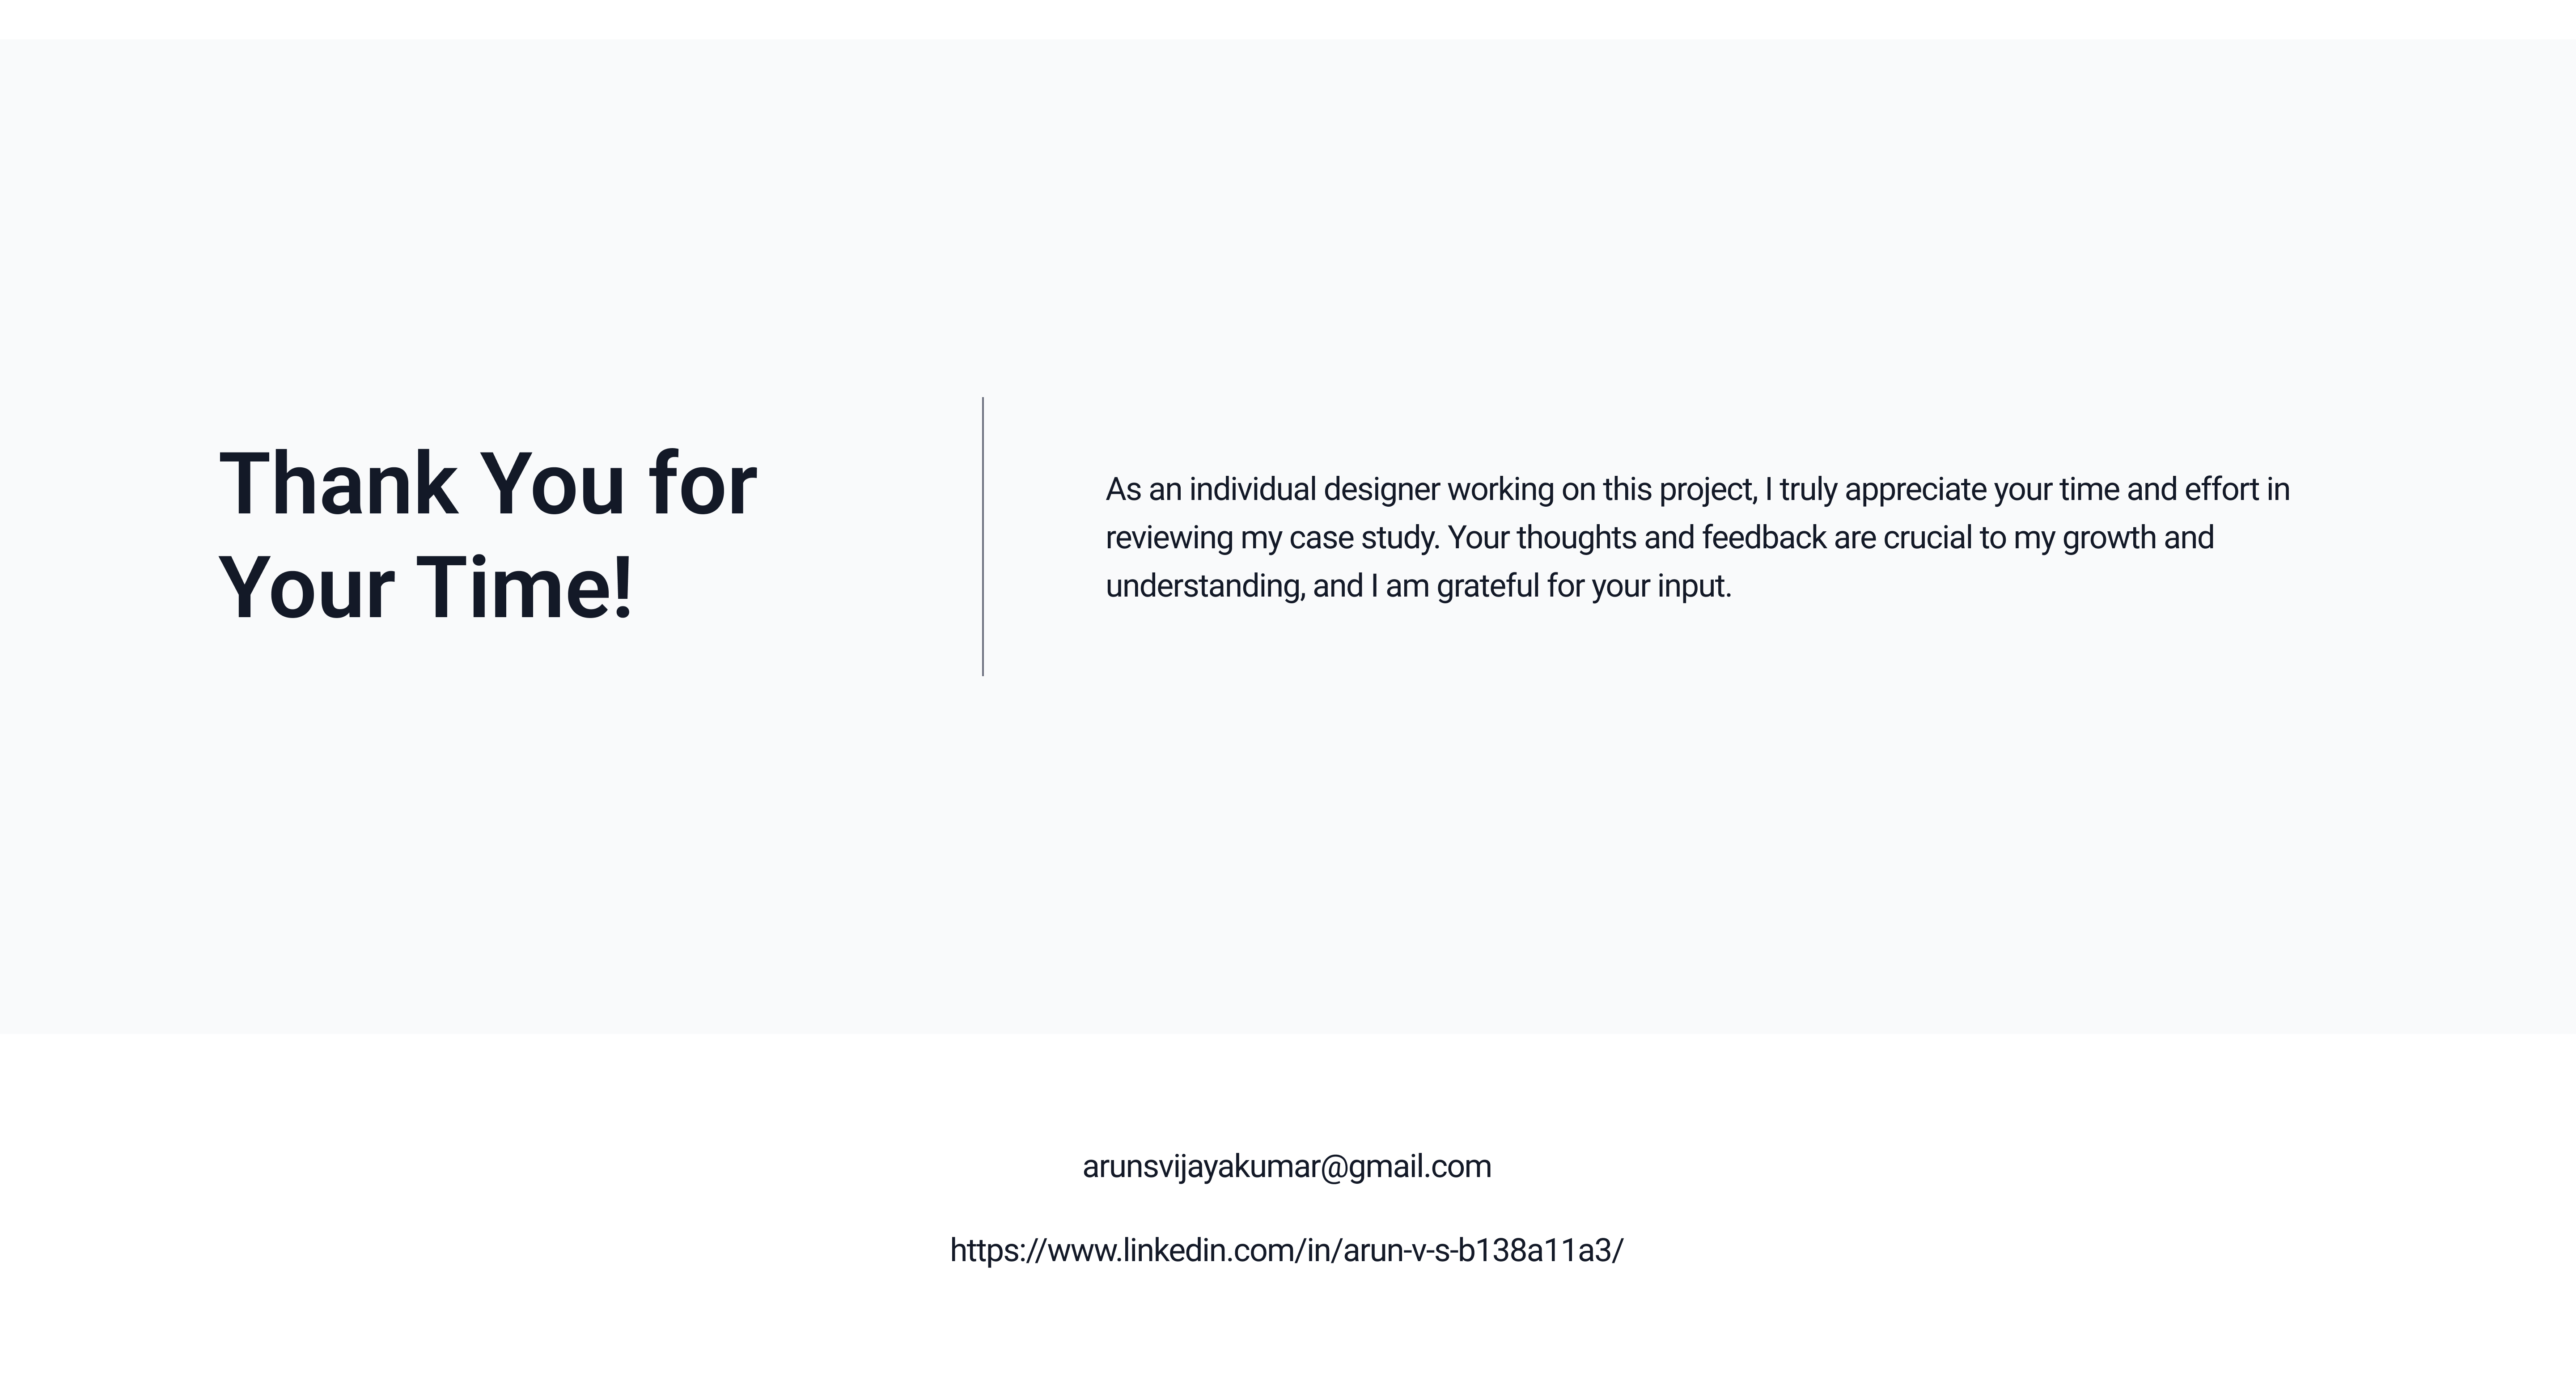 Thank You for
Your Time!
As an individual designer working on this project, I truly appreciate your time and effort in
reviewing my case study. Your thoughts and feedback are crucial to my growth and
understanding, and I am grateful for your input.
arunsvijayakumar@gmail.com
https://www.linkedin.com/in/arun-v-s-b138a11a3/